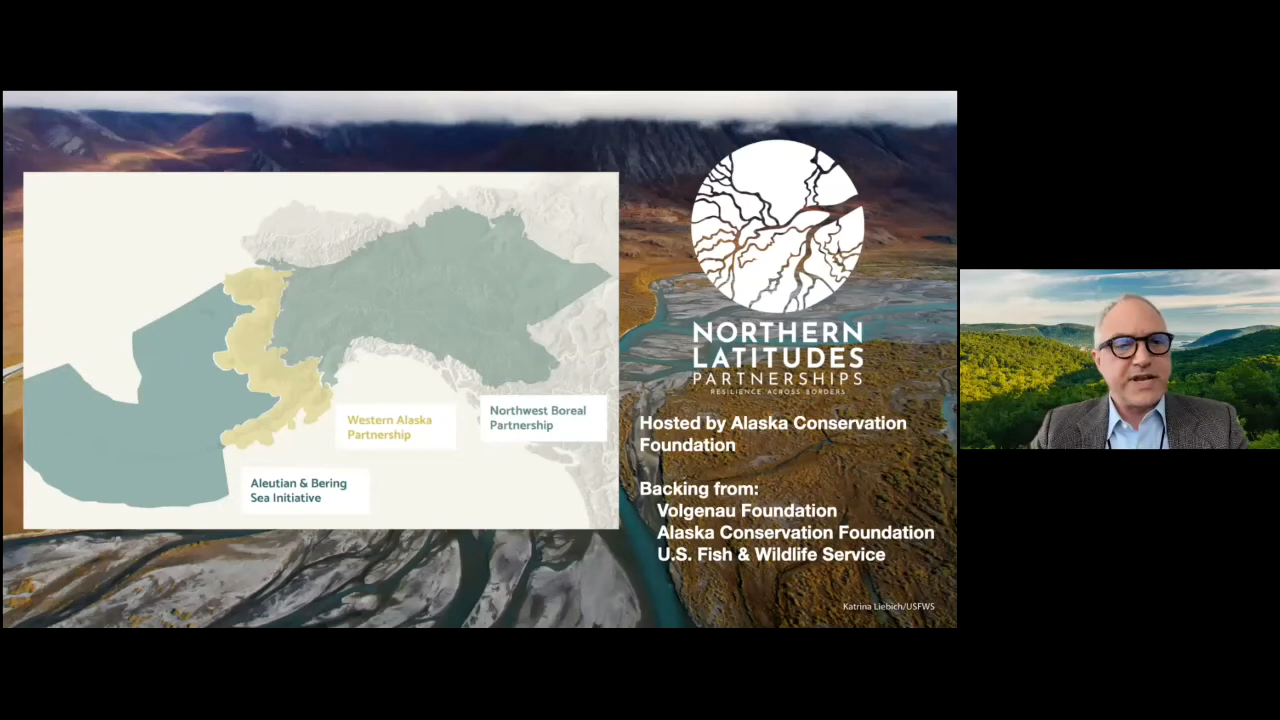 Western Alaska
Partnership
Northwest Boreal
Partnership
Aleutian & Bering
Sea Initiative
NORTHERN
LATITUDES
PARTNERSHIPS
RESILIENCE ACROSS BORDERS
Hosted by Alaska Conservation
Foundation
Backing from:
Volgenau Foundation
Alaska Conservation Foundation
U.S. Fish & Wildlife Service
Katrina Liebich/USFWS